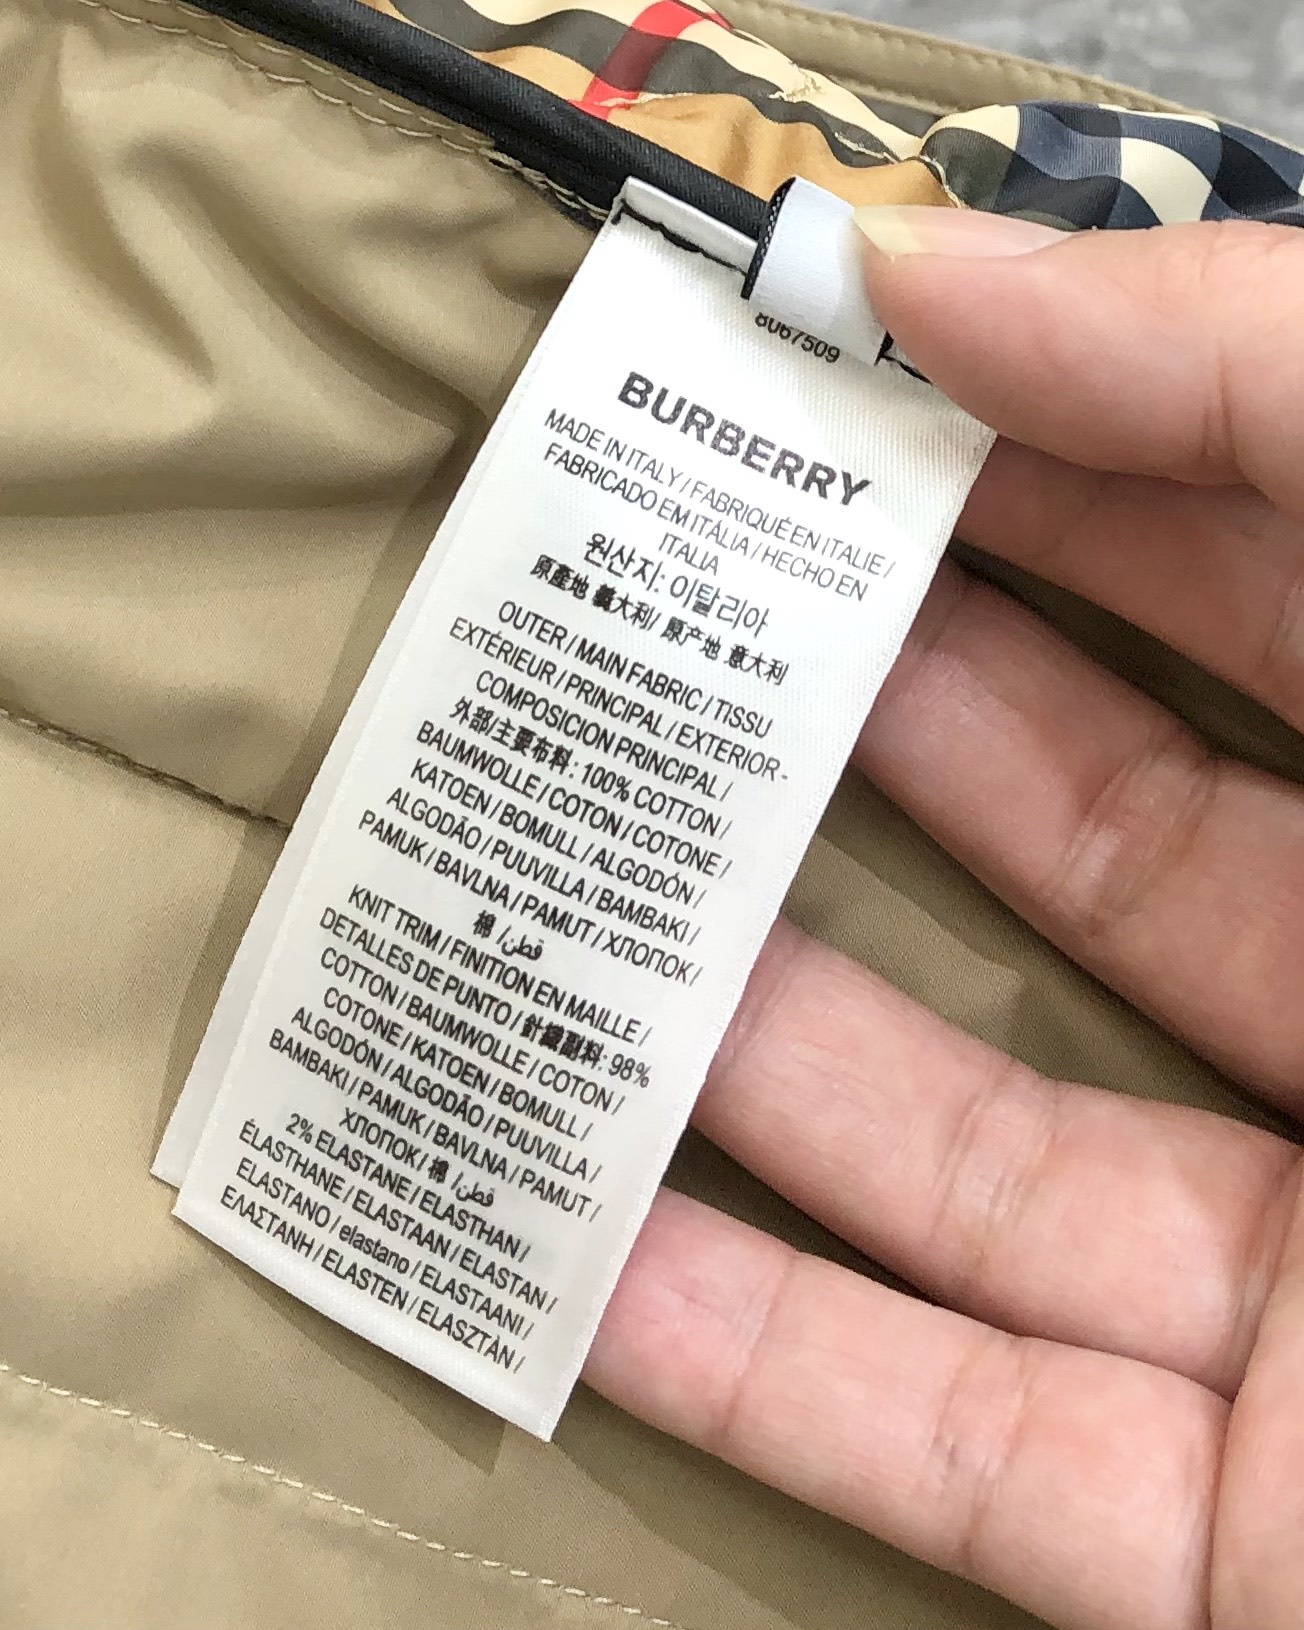 8067509
BURBERRY
MADE IN ITALY / FABRIQUÉ EN ITALIE /
FABRICADO EM ITÁLIA / HECHO EN
ITALIA
원산지: 이탈리아
原產地 義大利/ 原产地 意大利
OUTER / MAIN FABRIC / TISSU
EXTÉRIEUR / PRINCIPAL / EXTERIOR-
COMPOSICION PRINCIPAL /
外部/主要布料: 100% COTTON /
BAUMWOLLE / COTON / COTONE /
KATOEN / BOMULL / ALGODÓN /
ALGODÃO / PUUVILLA / BAMBAKI /
PAMUK / BAVLNA / PAMUT / ХЛОПОК /
棉 / قطن
KNIT TRIM / FINITION EN MAILLE /
DETALLES DE PUNTO / 針織副料: 98%
COTTON / BAUMWOLLE / COTON /
COTONE / KATOEN / BOMULL /
ALGODÓN / ALGODÃO / PUUVILLA /
BAMBAKI / PAMUK / BAVLNA / PAMUT /
ХЛОПОК / 棉 / قطن
2% ELASTANE / ELASTHAN /
ÉLASTHANE / ELASTAAN / ELASTAN /
ELASTANO / elastano / ELASTAANI /
ΕΛΑΣΤΑΝΗ / ELASTEN / ELASZTÁN /